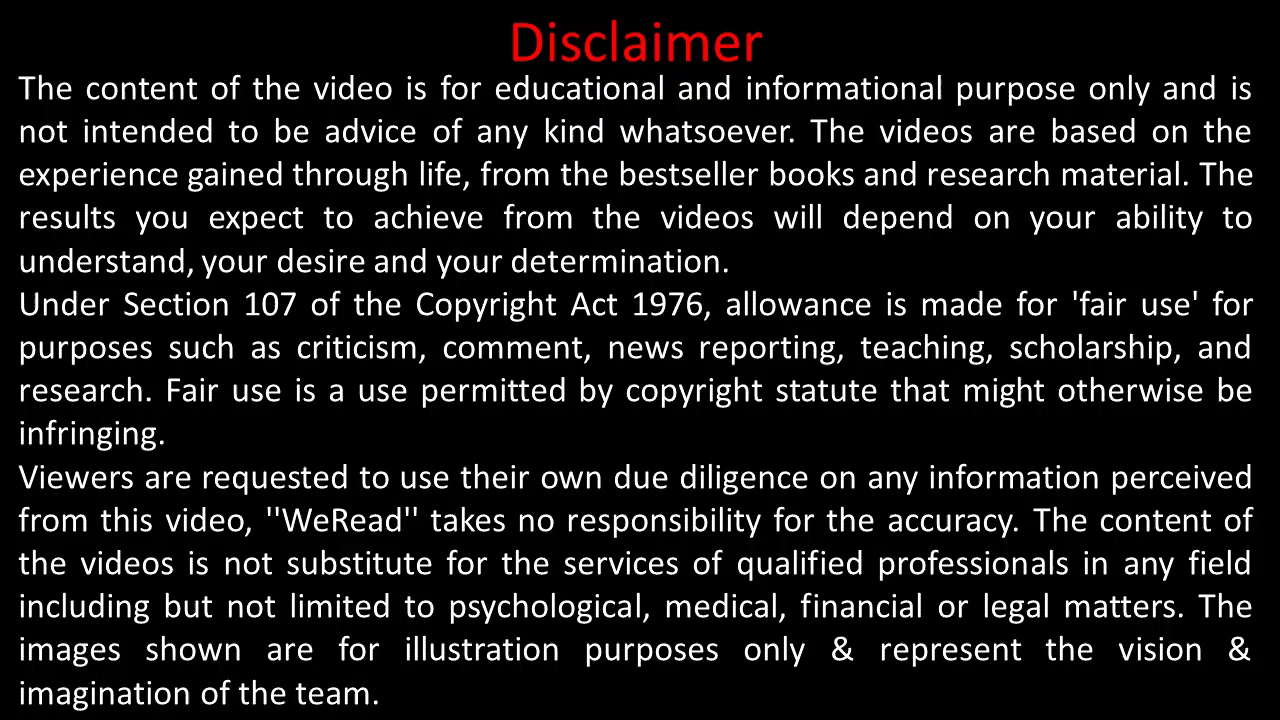 Disclaimer
The content of the video is for educational and informational purpose only and is
not intended to be advice of any kind whatsoever. The videos are based on the
experience gained through life, from the bestseller books and research material. The
results you expect to achieve from the videos will depend on your ability to
understand, your desire and your determination.
Under Section 107 of the Copyright Act 1976, allowance is made for 'fair use' for
purposes such as criticism, comment, news reporting, teaching, scholarship, and
research. Fair use is a use permitted by copyright statute that might otherwise be
infringing.
Viewers are requested to use their own due diligence on any information perceived
from this video, ''WeRead'' takes no responsibility for the accuracy. The content of
the videos is not substitute for the services of qualified professionals in any field
including but not limited to psychological, medical, financial or legal matters. The
images shown are for illustration purposes only & represent the vision &
imagination of the team.